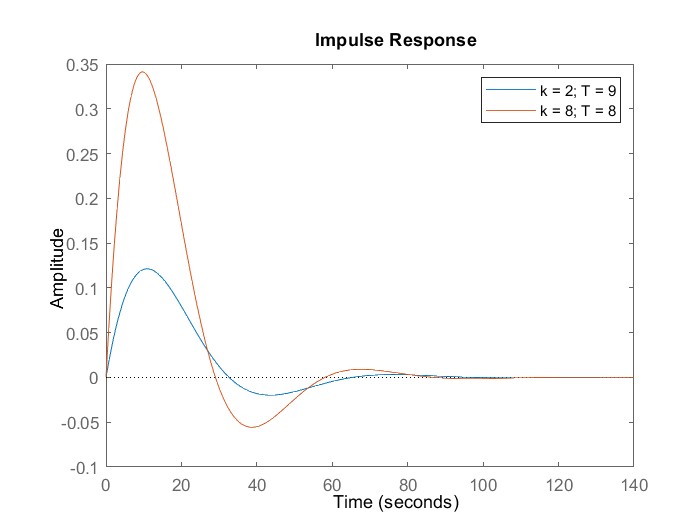 Impulse Response
k = 2; T = 9
k = 8; T = 8
Amplitude
0.35
0.3
0.25
0.2
0.15
0.1
0.05
0
-0.05
-0.1
0 20 40 60 80 100 120 140
Time (seconds)